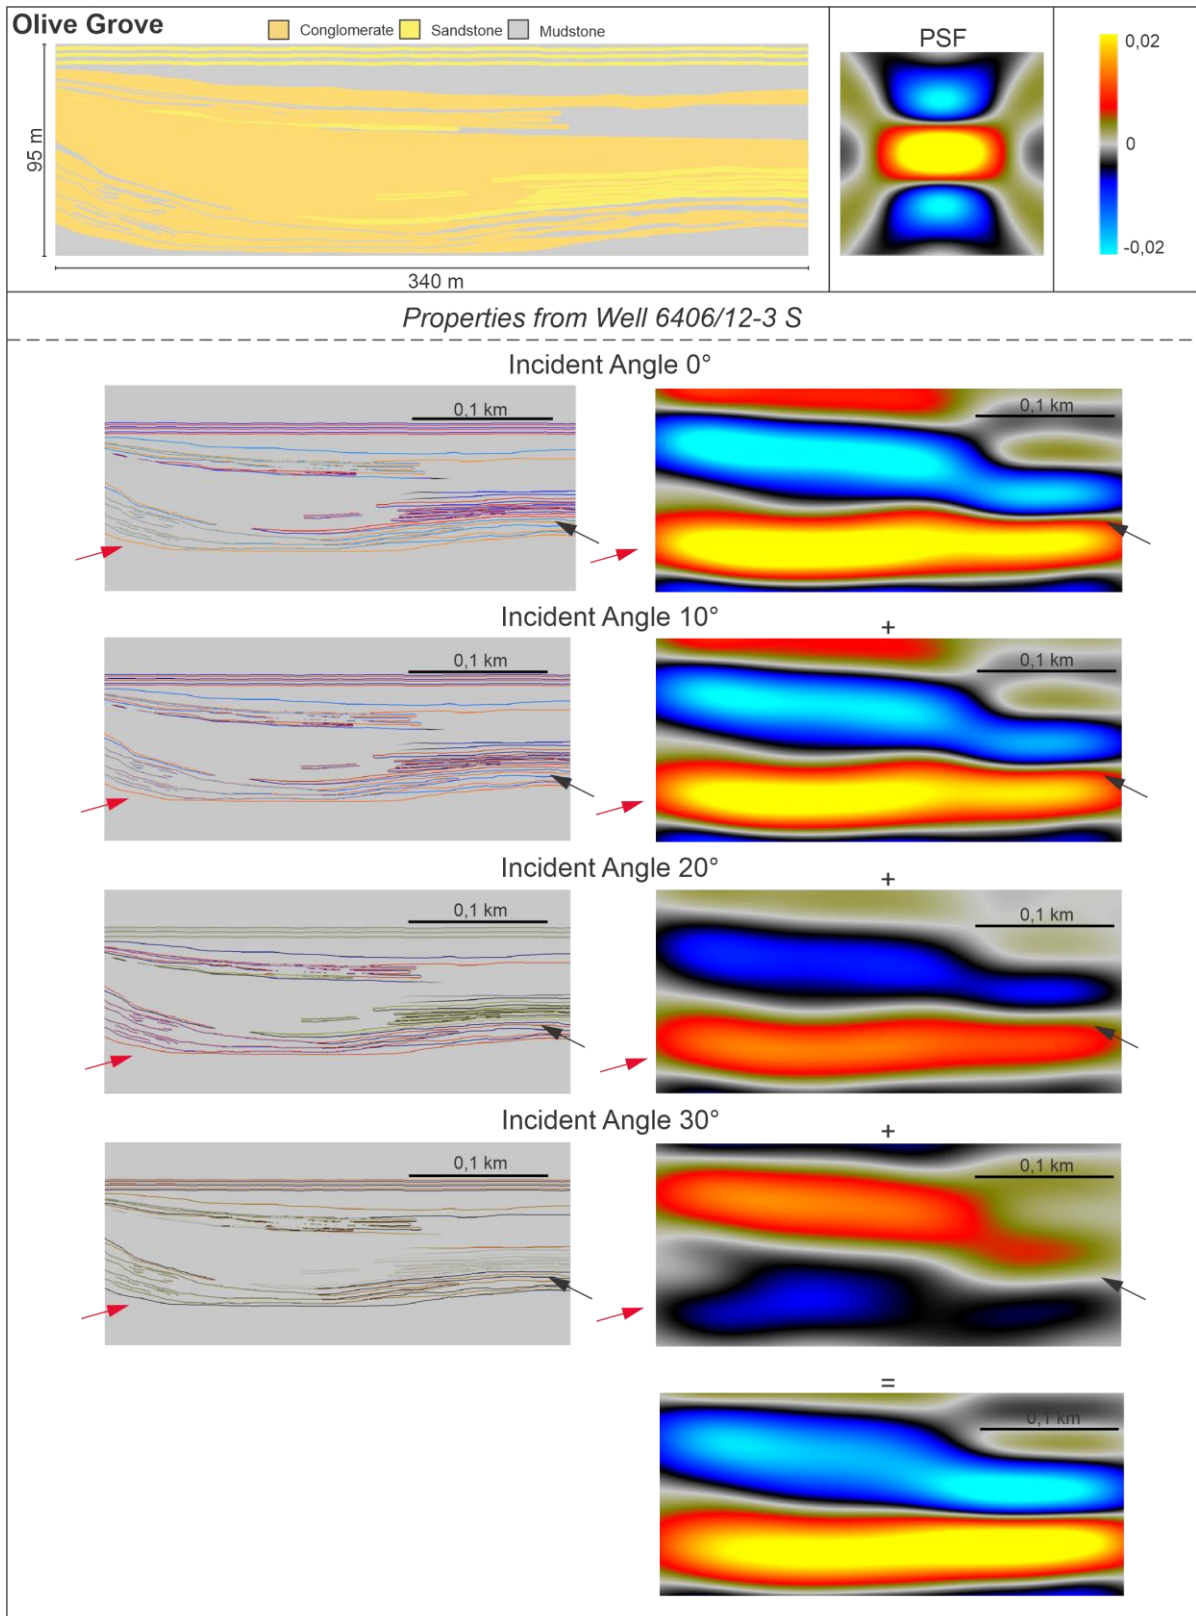 Olive Grove
Conglomerate
Sandstone
Mudstone
95 m
340 m
PSF
0,02
0
-0,02
Properties from Well 6406/12-3 S
Incident Angle 0°
0,1 km
0,1 km
Incident Angle 10°
+
0,1 km
0,1 km
Incident Angle 20°
+
0,1 km
0,1 km
Incident Angle 30°
+
0,1 km
0,1 km
=
0,1 km